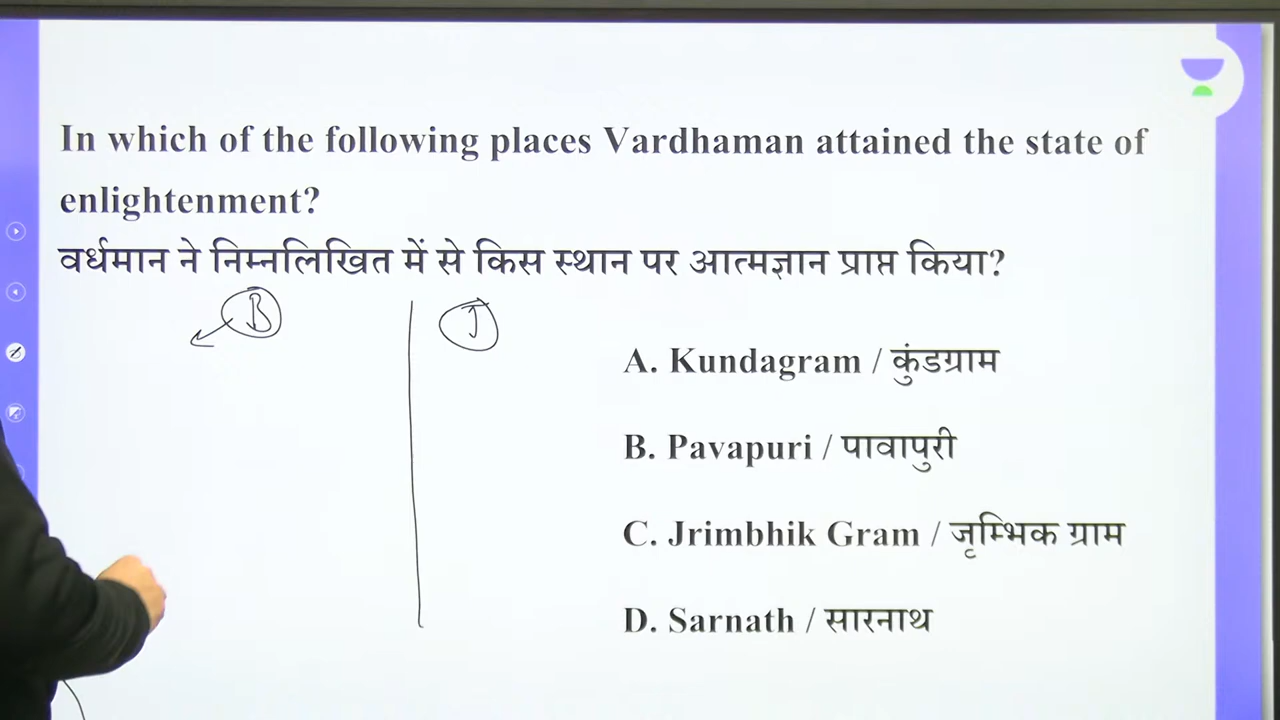 In which of the following places Vardhaman attained the state of
enlightenment?
वर्धमान ने निम्नलिखित में से किस स्थान पर आत्मज्ञान प्राप्त किया?
B
J
A. Kundagram / कुंडग्राम
B. Pavapuri / पावापुरी
C. Jrimbhik Gram / जृम्भिक ग्राम
D. Sarnath / सारनाथ